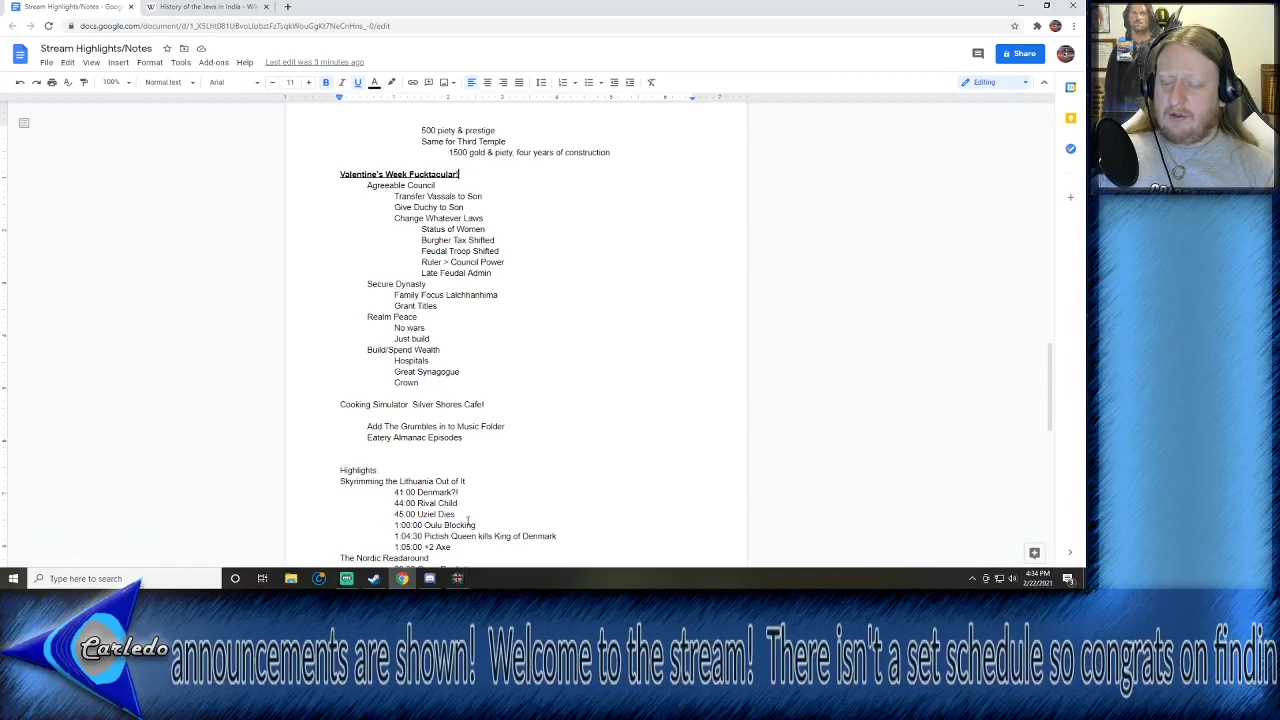 Stream Highlights/Notes - Goog
History of the Jews in India - Wik
Stream Highlights/Notes
File Edit View Insert Format Tools Add-ons Help Last edit was 3 minutes ago
Share
100% Normal text Arial 11 Editing
500 piety & prestige
Same for Third Temple
1500 gold & piety, four years of construction
Valentine's Week Fucktacular!
Agreeable Council
Transfer Vassals to Son
Give Duchy to Son
Change Whatever Laws
Status of Women
Burgher Tax Shifted
Feudal Troop Shifted
Ruler > Council Power
Late Feudal Admin
Secure Dynasty
Family Focus Lalchhanhima
Grant Titles
Realm Peace
No wars
Just build
Build/Spend Wealth
Hospitals
Great Synagogue
Crown
Cooking Simulator Silver Shores Cafe!
Add The Grumbles in to Music Folder
Eatery Almanac Episodes
Highlights:
Skyrimming the Lithuania Out of It
41:00 Denmark?!
44:00 Rival Child
45:00 Uziel Dies
1:00:00 Oulu Blocking
1:04:30 Pictish Queen kills King of Denmark
1:05:00 +2 Axe
The Nordic Readaround
Type here to search
4:34 PM
2/22/2021
Carledo
announcements are shown! Welcome to the stream! There isn't a set schedule so congrats on findin